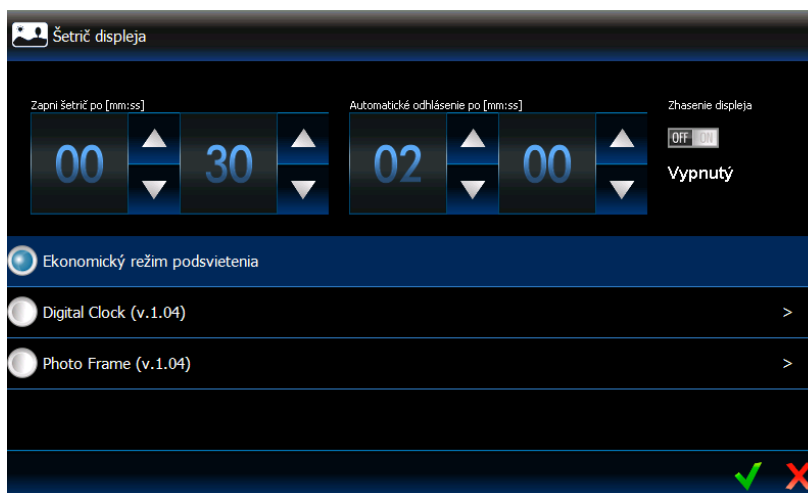 Šetrič displeja
Zapni šetrič po [mm:ss] Automatické odhlásenie po [mm:ss] Zhasenie displeja
00 30 02 00 OFF ON
Vypnutý
Ekonomický režim podsvietenia
Digital Clock (v.1.04) >
Photo Frame (v.1.04) >